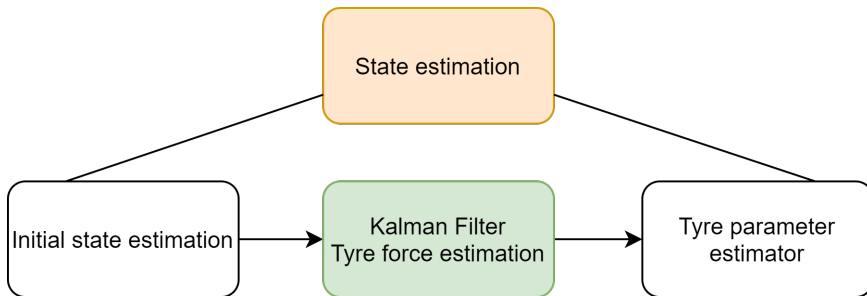 State estimation
Initial state estimation
Kalman Filter
Tyre force estimation
Tyre parameter
estimator